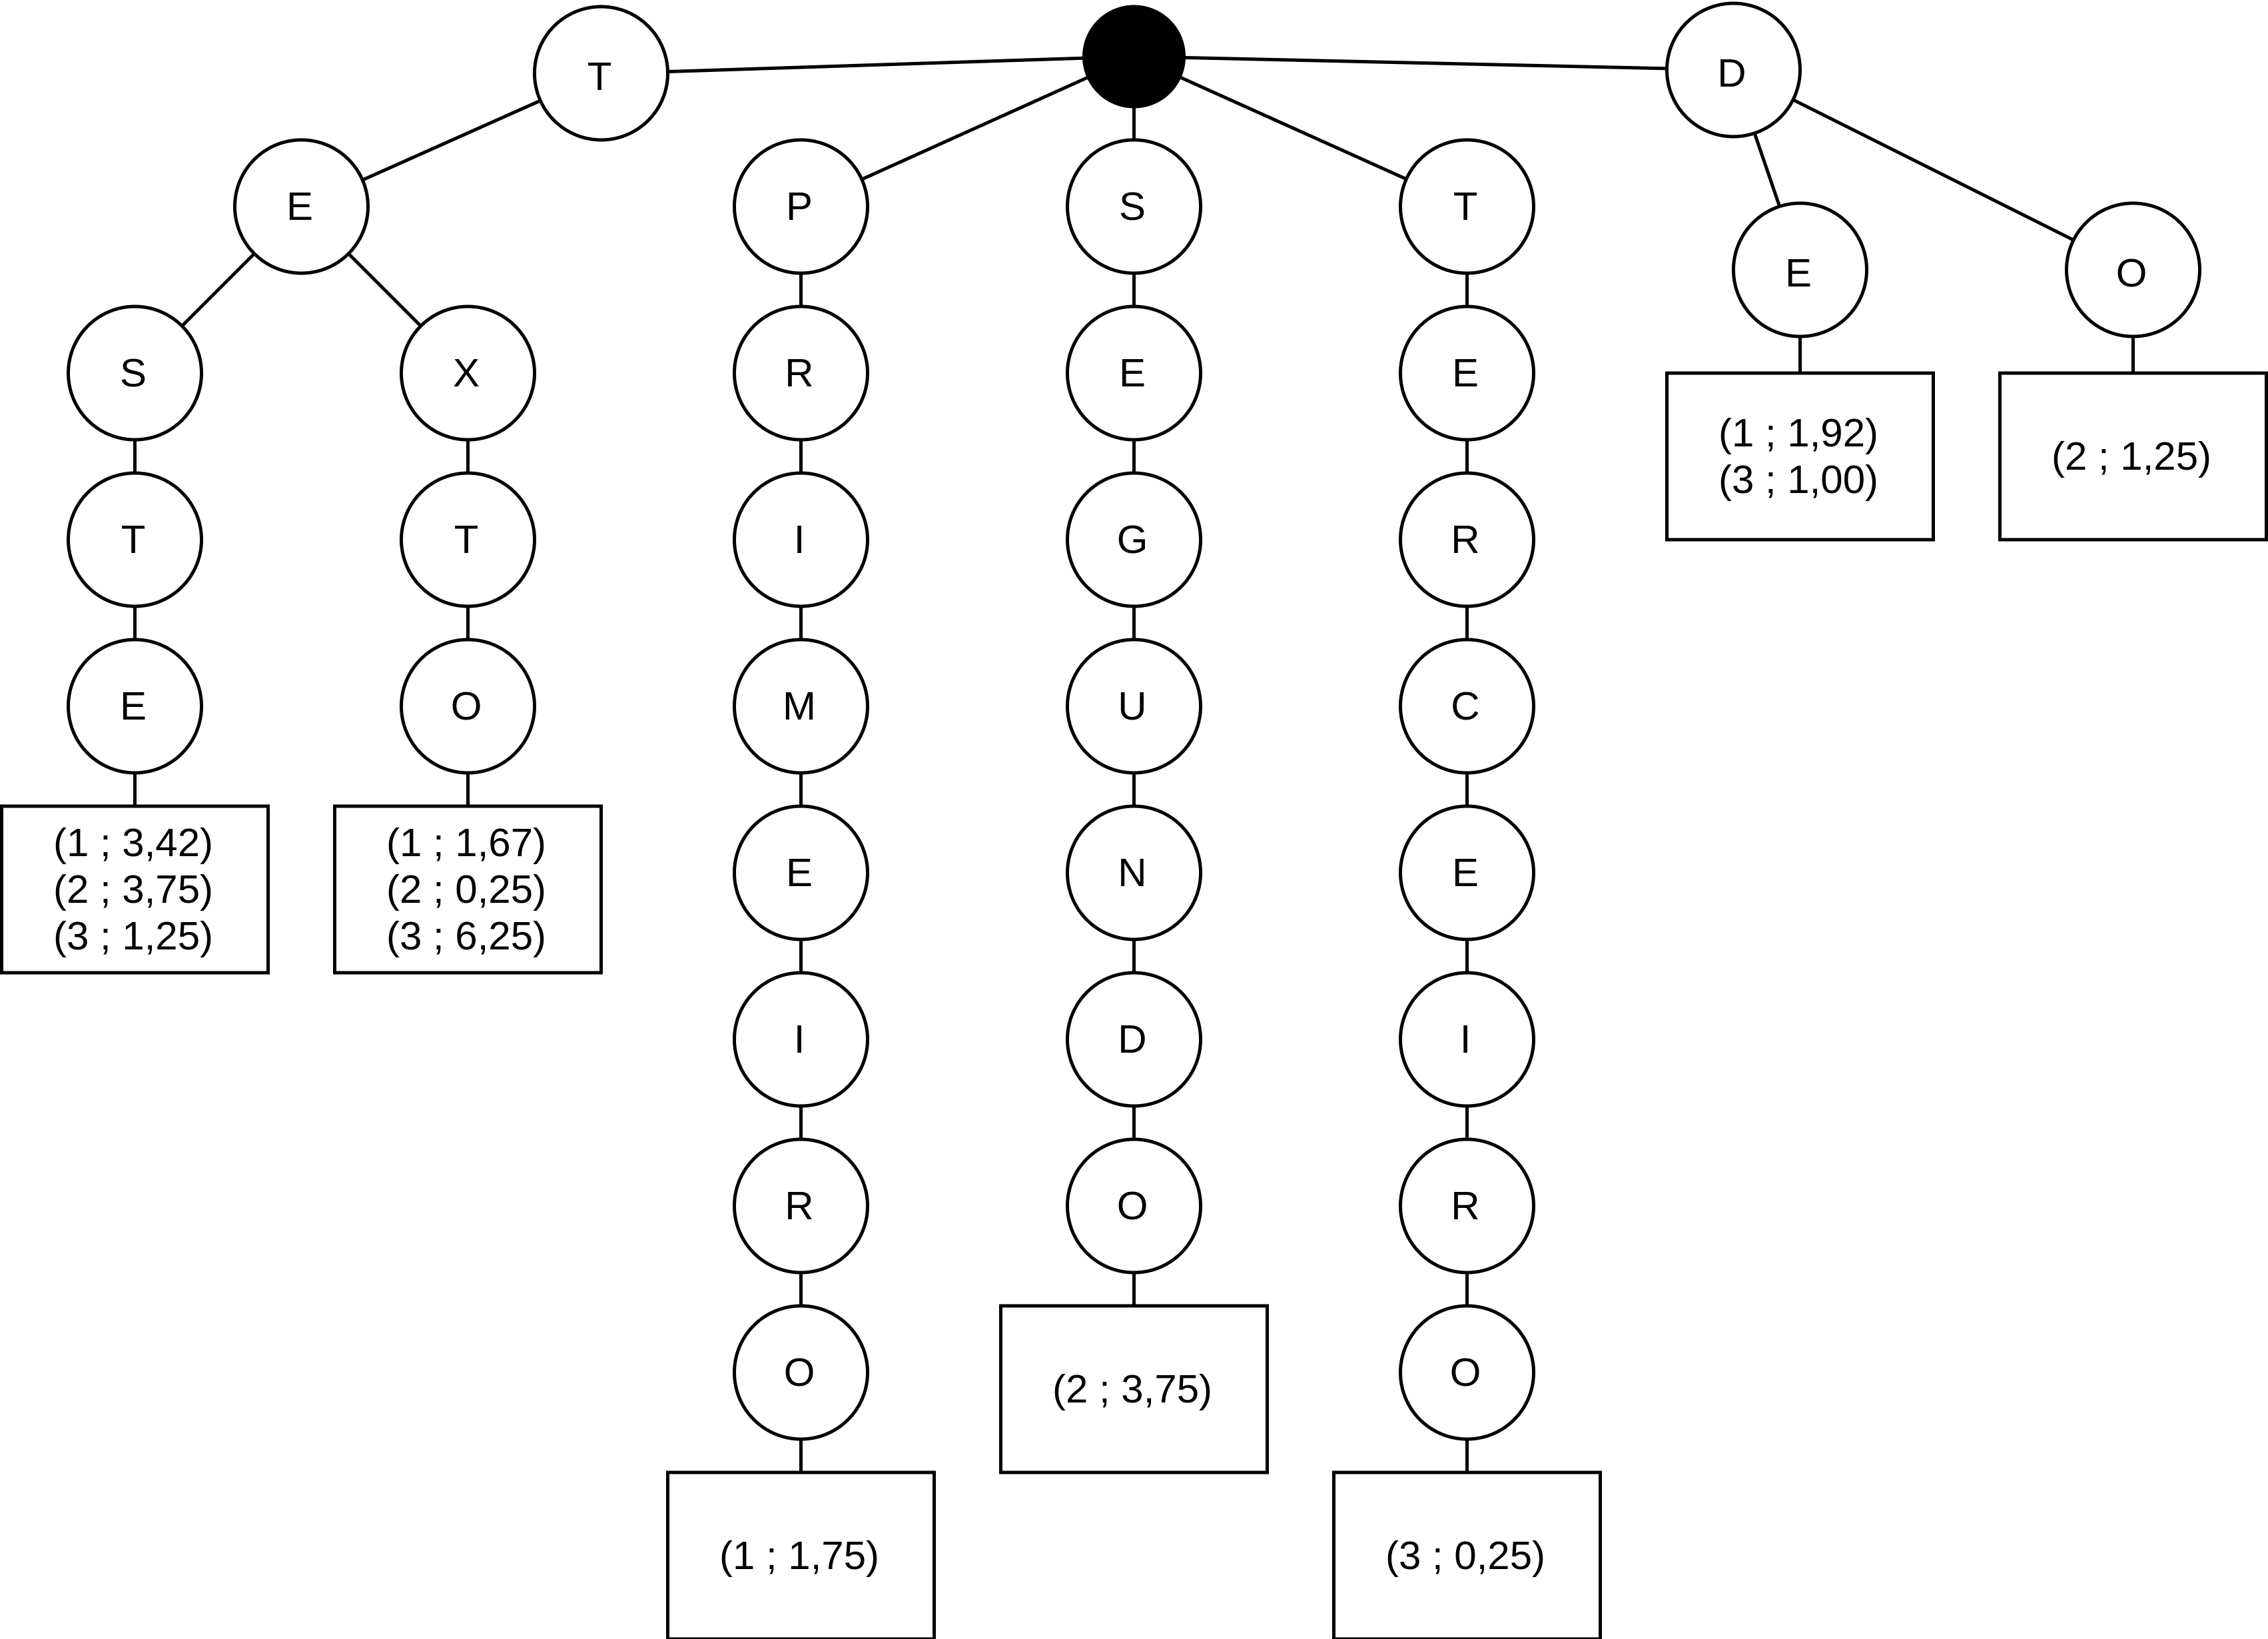 T
D
E
P
S
T
E
O
S
X
R
E
E
(1 ; 1,92)
(3 ; 1,00)
(2 ; 1,25)
T
T
I
G
R
E
O
M
U
C
(1 ; 3,42)
(2 ; 3,75)
(3 ; 1,25)
(1 ; 1,67)
(2 ; 0,25)
(3 ; 6,25)
E
N
E
I
D
I
R
O
R
O
(2 ; 3,75)
O
(1 ; 1,75)
(3 ; 0,25)